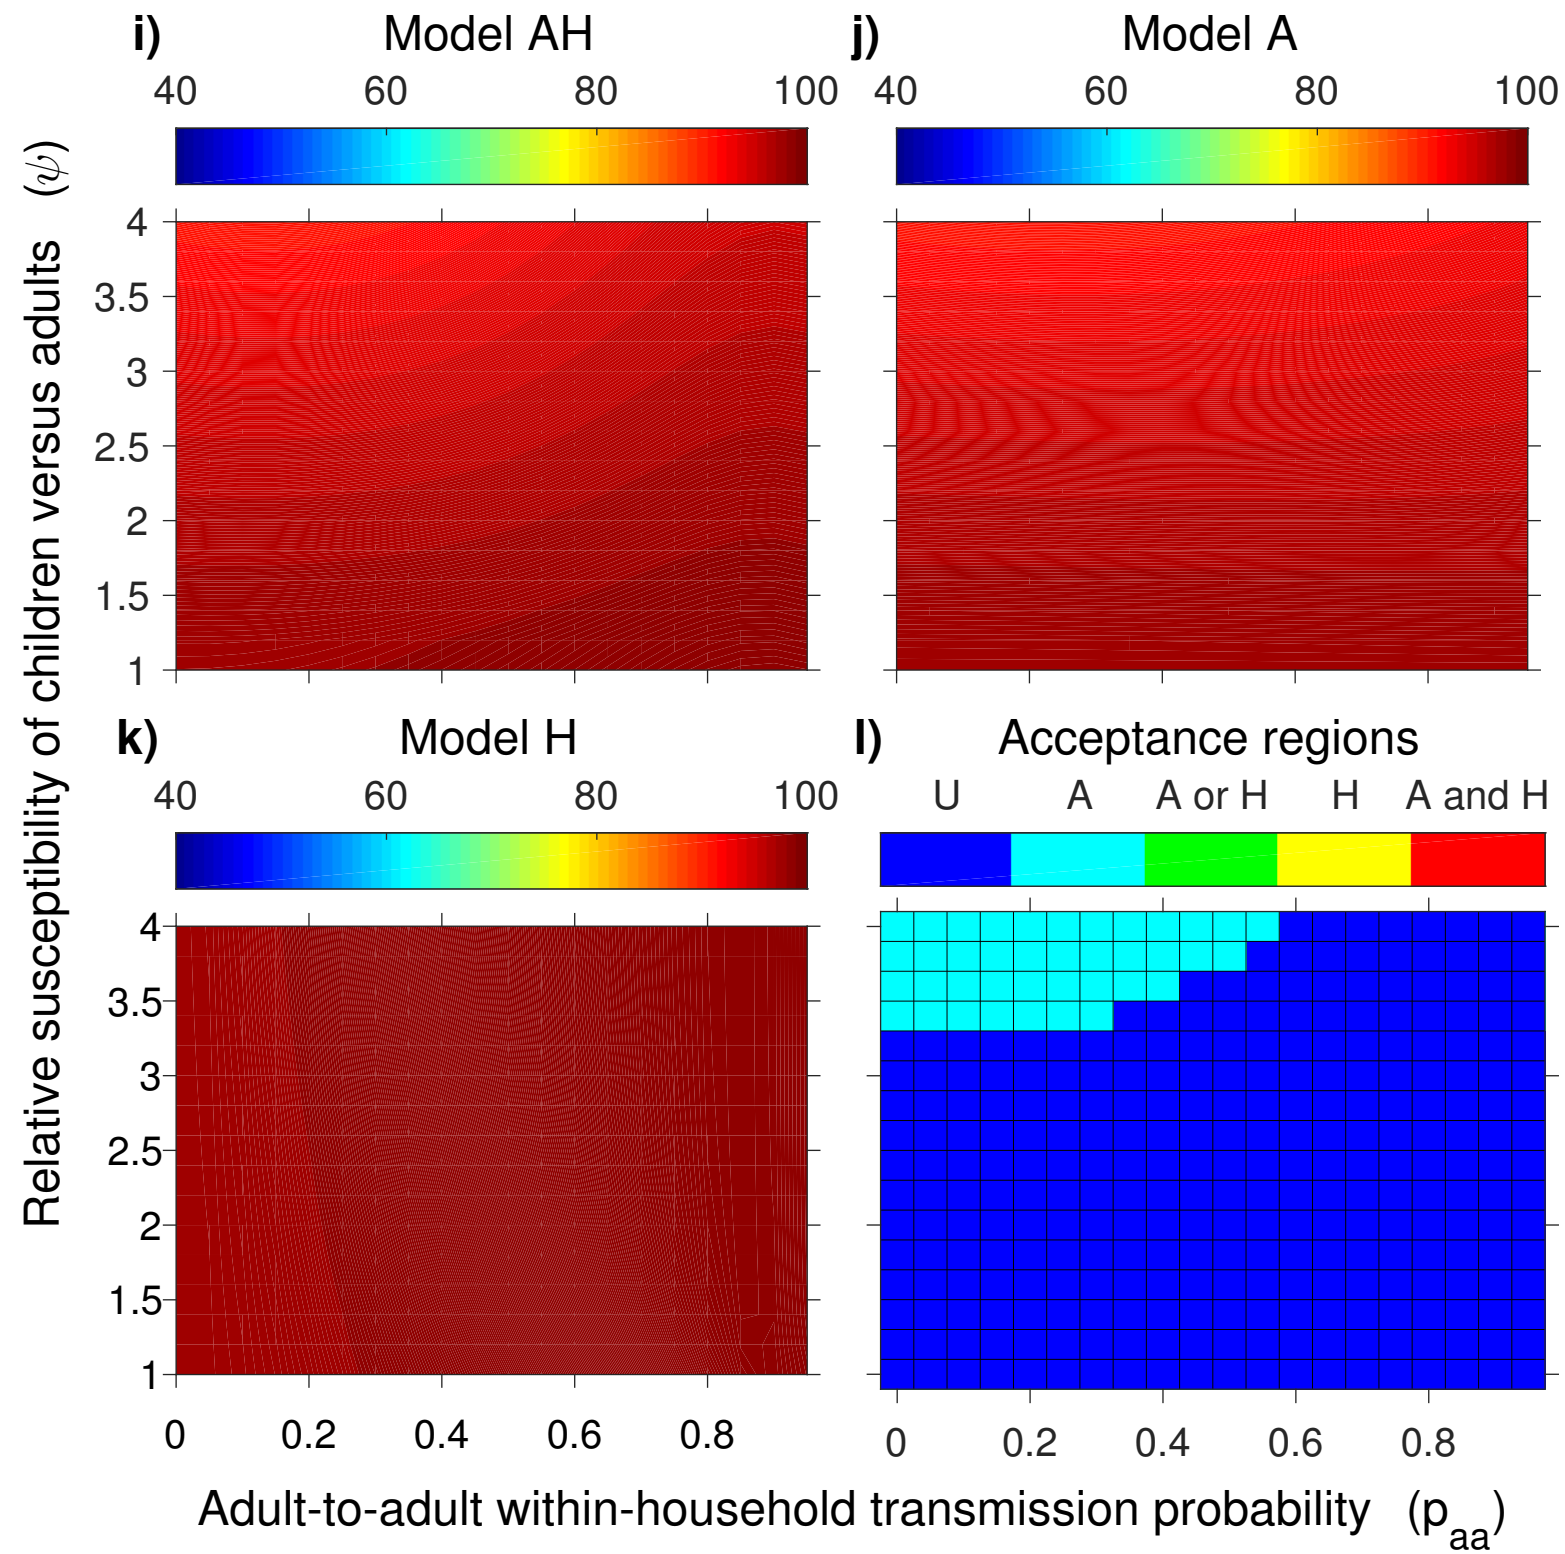 i) Model AH
40 60 80 100
j) Model A
40 60 80 100
Relative susceptibility of children versus adults (ψ)
4
3.5
3
2.5
2
1.5
1
k) Model H
40 60 80 100
l) Acceptance regions
U A A or H H A and H
4
3.5
3
2.5
2
1.5
1
0 0.2 0.4 0.6 0.8
0 0.2 0.4 0.6 0.8
Adult-to-adult within-household transmission probability (p_aa)